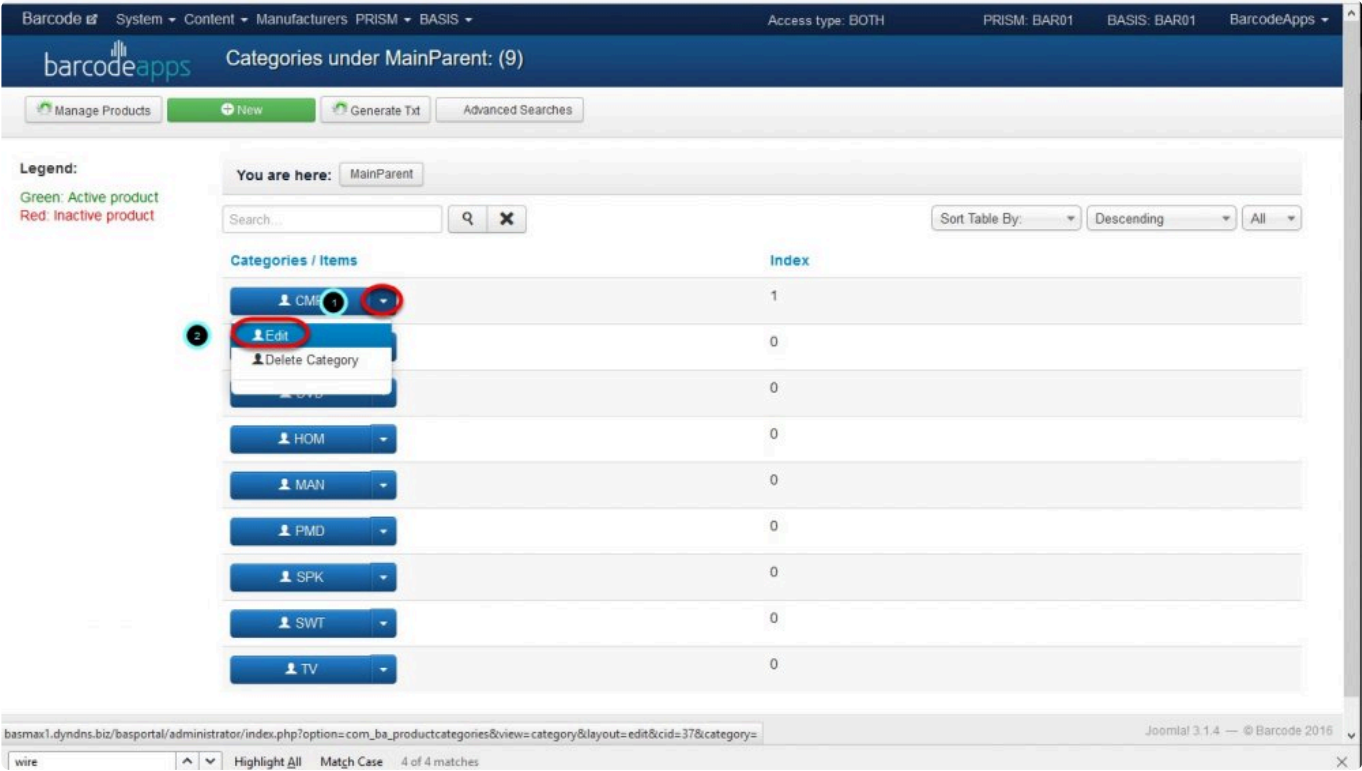 Barcode System Content Manufacturers PRISM BASIS Access type: BOTH PRISM: BAR01 BASIS: BAR01 BarcodeApps
barcodeapps Categories under MainParent: (9)
Manage Products New Generate Txt Advanced Searches
Legend:
Green: Active product
Red: Inactive product
You are here: MainParent
Search... Sort Table By: Descending All
Categories / Items Index
1 1
2 Edit 0
Delete Category
0
HOM 0
MAN 0
PMD 0
SPK 0
SWT 0
TV 0
basmax1.dyndns.biz/basportal/administrator/index.php?option=com_ba_productcategories&view=category&layout=edit&cid=37&category= Joomla! 3.1.4 — © Barcode 2016
wire Highlight All Match Case 4 of 4 matches